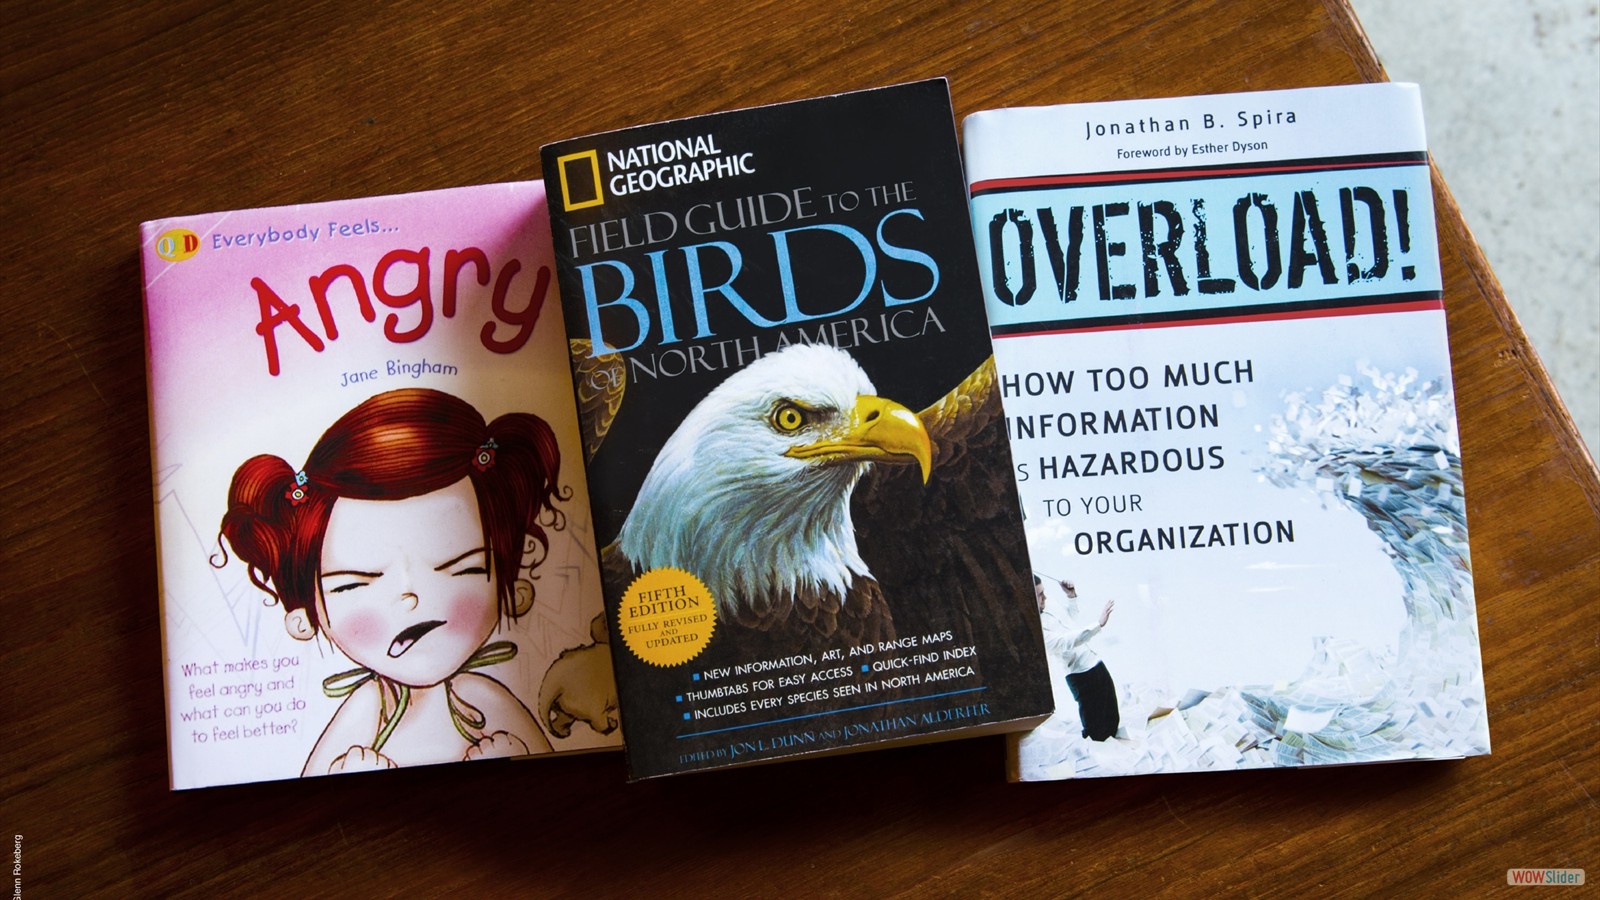 QED
Everybody Feels...
Angry
Jane Bingham
What makes you
feel angry and
what can you do
to feel better?
NATIONAL
GEOGRAPHIC
FIELD GUIDE TO THE
BIRDS
OF NORTH AMERICA
FIFTH
EDITION
FULLY REVISED
AND
UPDATED
NEW INFORMATION, ART, AND RANGE MAPS
THUMBTABS FOR EASY ACCESS ■ QUICK-FIND INDEX
INCLUDES EVERY SPECIES SEEN IN NORTH AMERICA
EDITED BY JON L. DUNN AND JONATHAN ALDERFER
Jonathan B. Spira
Foreword by Esther Dyson
OVERLOAD!
HOW TOO MUCH
INFORMATION
S HAZARDOUS
TO YOUR
ORGANIZATION
Glenn Rokeberg
WOWSlider